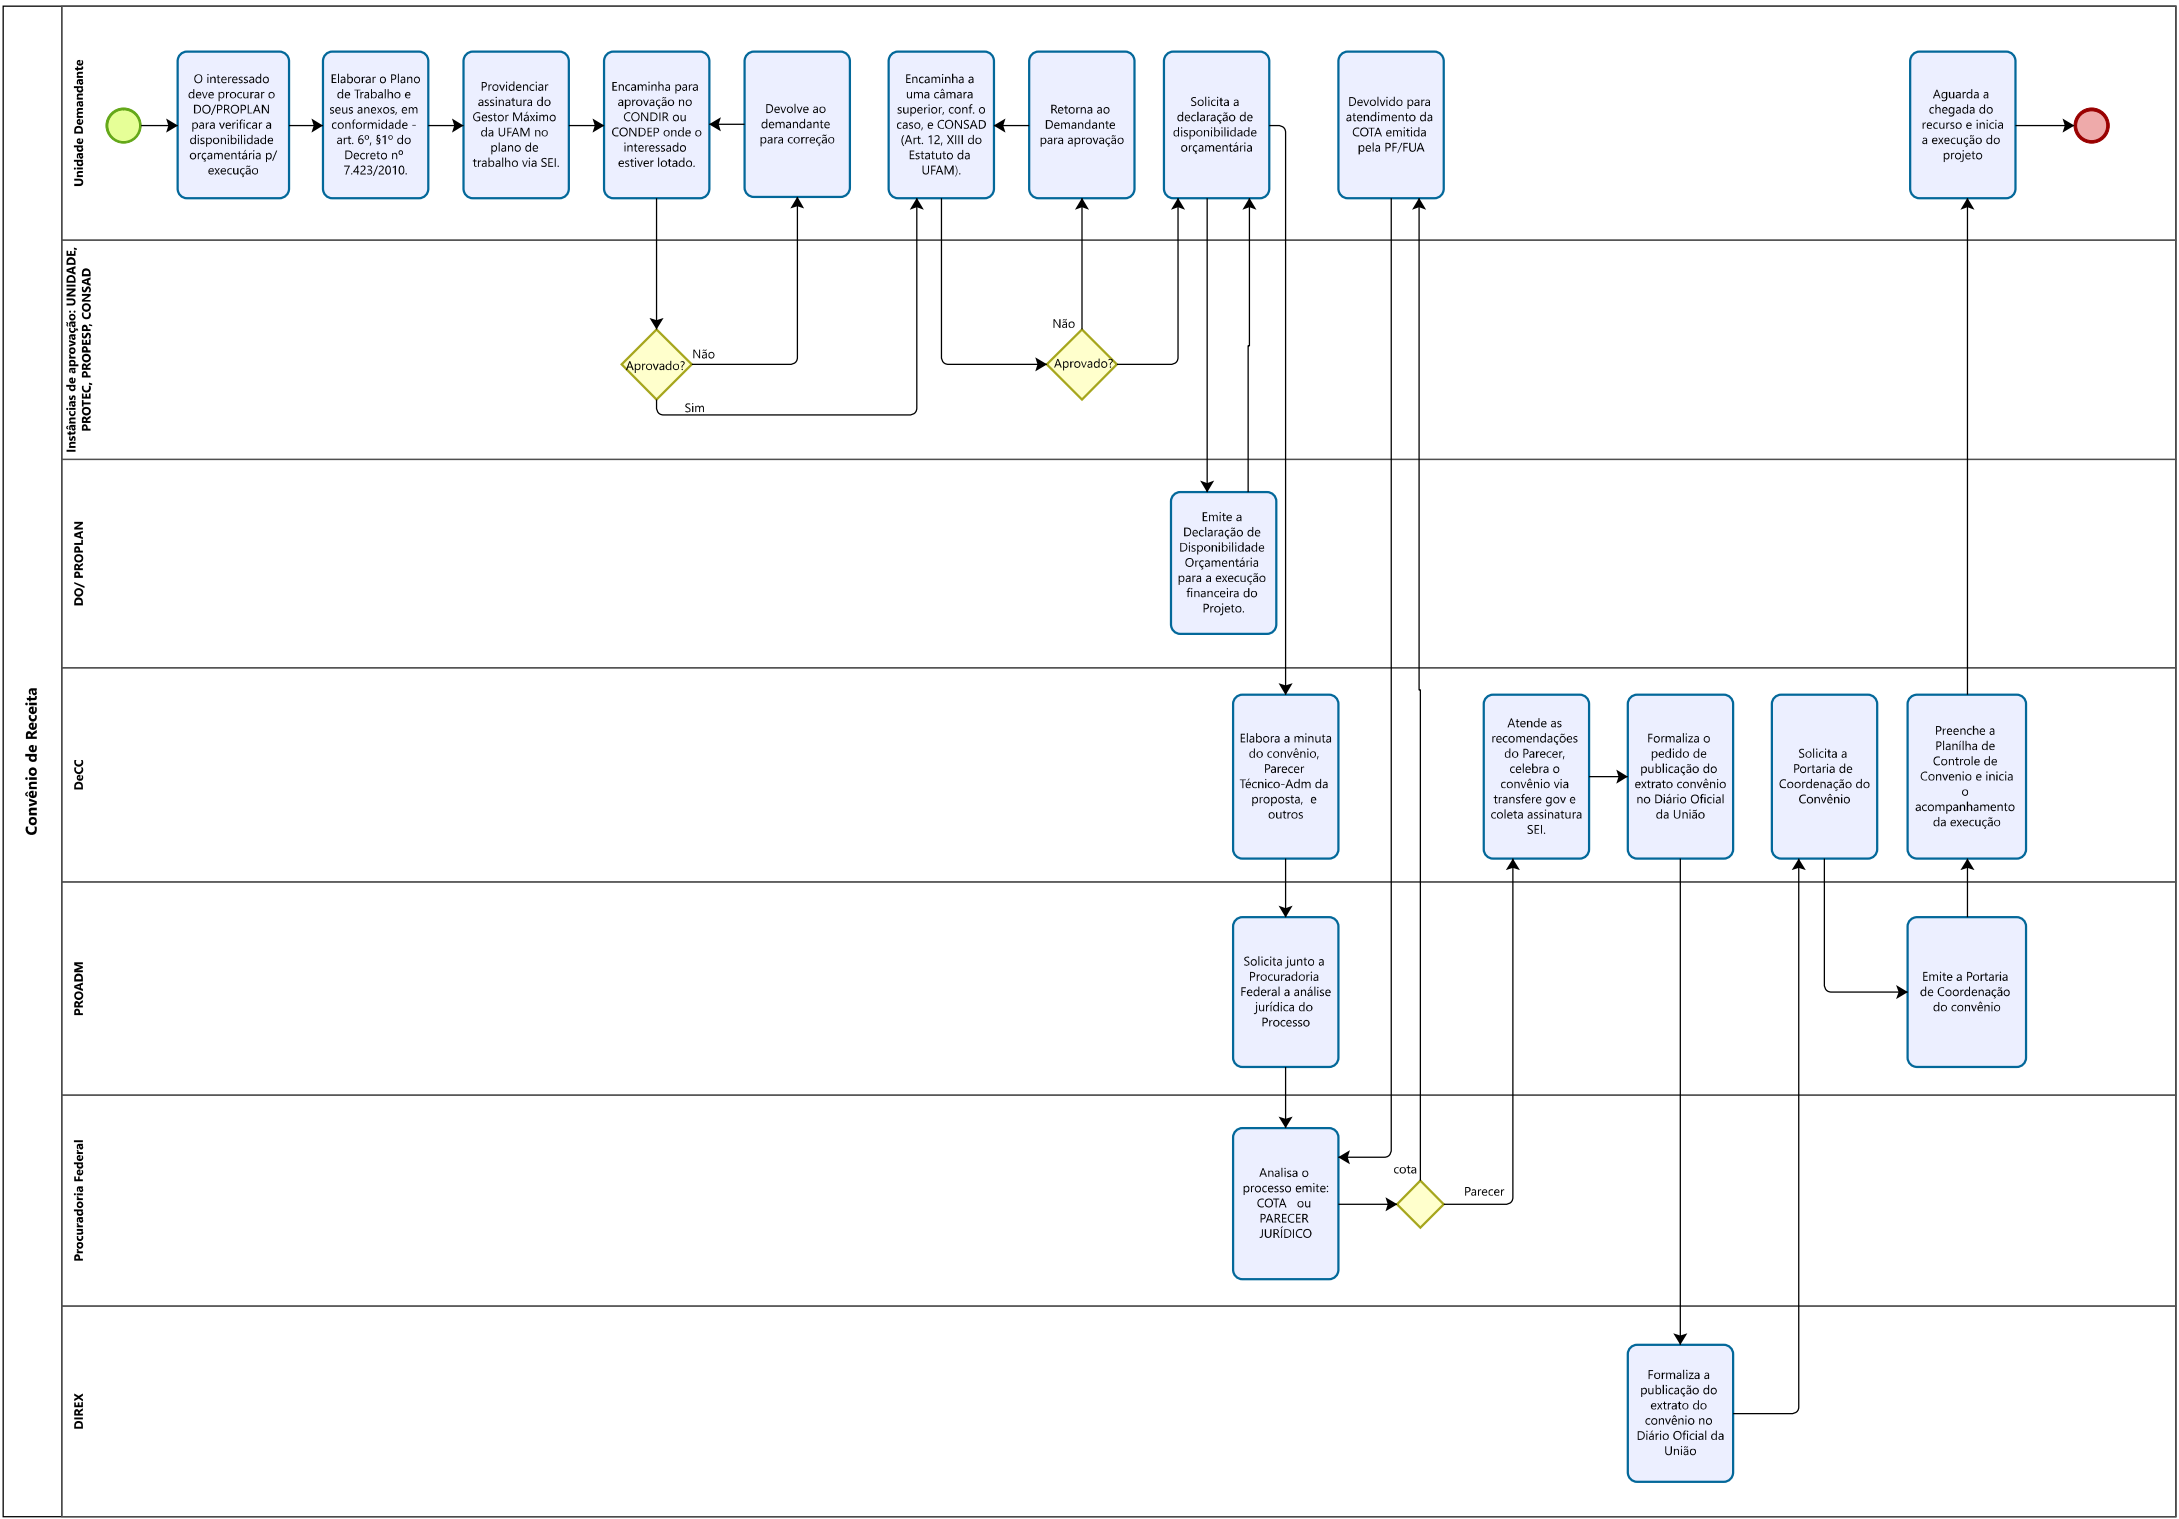 Convênio de Receita
Unidade Demandante
O interessado
deve procurar o
DO/PROPLAN
para verificar a
disponibilidade
orçamentária p/
execução
Elaborar o Plano
de Trabalho e
seus anexos, em
conformidade -
art. 6º, §1º do
Decreto nº
7.423/2010.
Providenciar
assinatura do
Gestor Máximo
da UFAM no
plano de
trabalho via SEI.
Encaminha para
aprovação no
CONDIR ou
CONDEP onde o
interessado
estiver lotado.
Devolve ao
demandante
para correção
Encaminha a
uma câmara
superior, conf. o
caso, e CONSAD
(Art. 12, XIII do
Estatuto da
UFAM).
Retorna ao
Demandante
para aprovação
Solicita a
declaração de
disponibilidade
orçamentária
Devolvido para
atendimento da
COTA emitida
pela PF/FUA
Aguarda a
chegada do
recurso e inicia
a execução do
projeto
Instâncias de aprovação: UNIDADE,
PROTEC, PROPESP, CONSAD
Aprovado?
Não
Sim
Não
Aprovado?
DO/ PROPLAN
Emite a
Declaração de
Disponibilidade
Orçamentária
para a execução
financeira do
Projeto.
DeCC
Elabora a minuta
do convênio,
Parecer
Técnico-Adm da
proposta, e
outros
Atende as
recomendações
do Parecer,
celebra o
convênio via
transfere gov e
coleta assinatura
SEI.
Formaliza o
pedido de
publicação do
extrato convênio
no Diário Oficial
da União
Solicita a
Portaria de
Coordenação do
Convênio
Preenche a
Planílha de
Controle de
Convenio e inicia
o
acompanhamento
da execução
PROADM
Solicita junto a
Procuradoria
Federal a análise
jurídica do
Processo
Emite a Portaria
de Coordenação
do convênio
Procuradoria Federal
Analisa o
processo emite:
COTA ou
PARECER
JURÍDICO
cota
Parecer
DIREX
Formaliza a
publicação do
extrato do
convênio no
Diário Oficial da
União